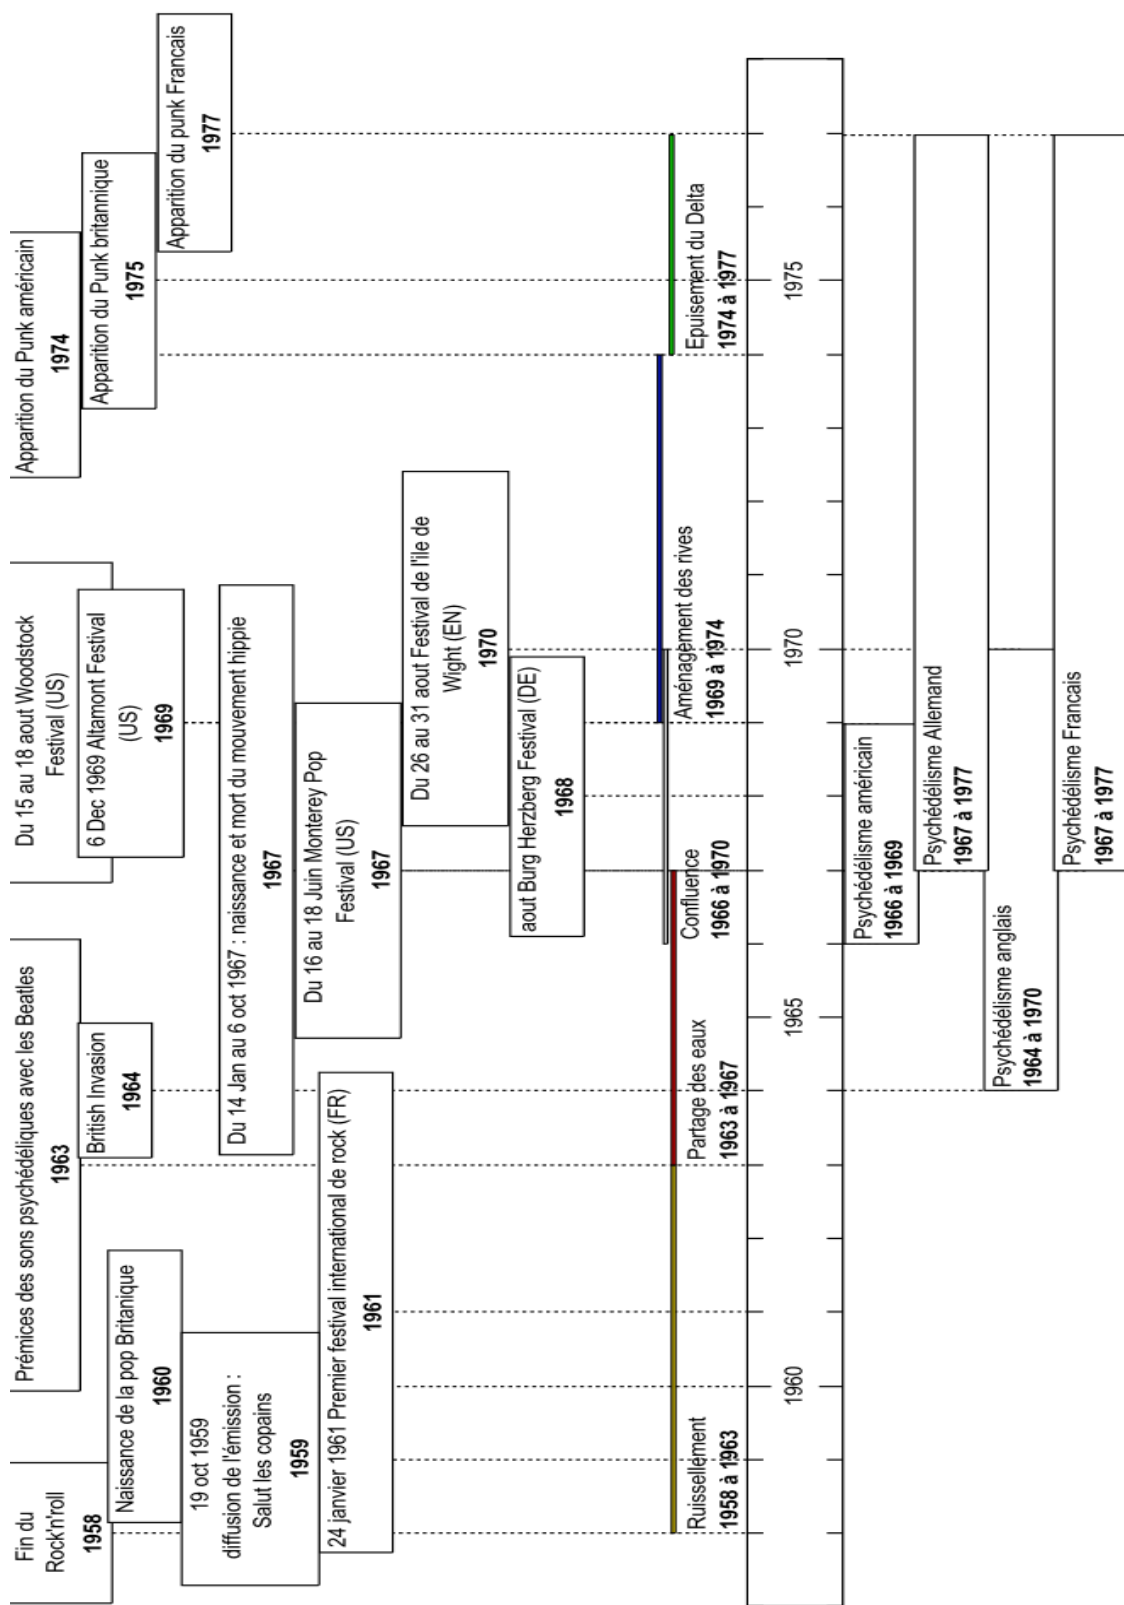 Fin du
Rock'n'roll
1958
Naissance de la pop Britanique
1960
19 oct 1959
diffusion de l'émission :
Salut les copains
1959
24 janvier 1961 Premier festival international de rock (FR)
1961
Prémices des sons psychédéliques avec les Beatles
1963
British Invasion
1964
Du 14 Jan au 6 oct 1967 : naissance et mort du mouvement hippie
1967
Du 16 au 18 Juin Monterey Pop
Festival (US)
1967
Du 15 au 18 aout Woodstock
Festival (US)
6 Dec 1969 Altamont Festival
(US)
1969
Du 26 au 31 aout Festival de l'ile de
Wight (EN)
1970
aout Burg Herzberg Festival (DE)
1968
Apparition du Punk américain
1974
Apparition du Punk britannique
1975
Apparition du punk Francais
1977
Ruissellement
1958 à 1963
Partage des eaux
1963 à 1967
Confluence
1966 à 1970
Aménagement des rives
1969 à 1974
Epuisement du Delta
1974 à 1977
1960
1965
1970
1975
Psychédélisme américain
1966 à 1969
Psychédélisme Allemand
1967 à 1977
Psychédélisme anglais
1964 à 1970
Psychédélisme Francais
1967 à 1977